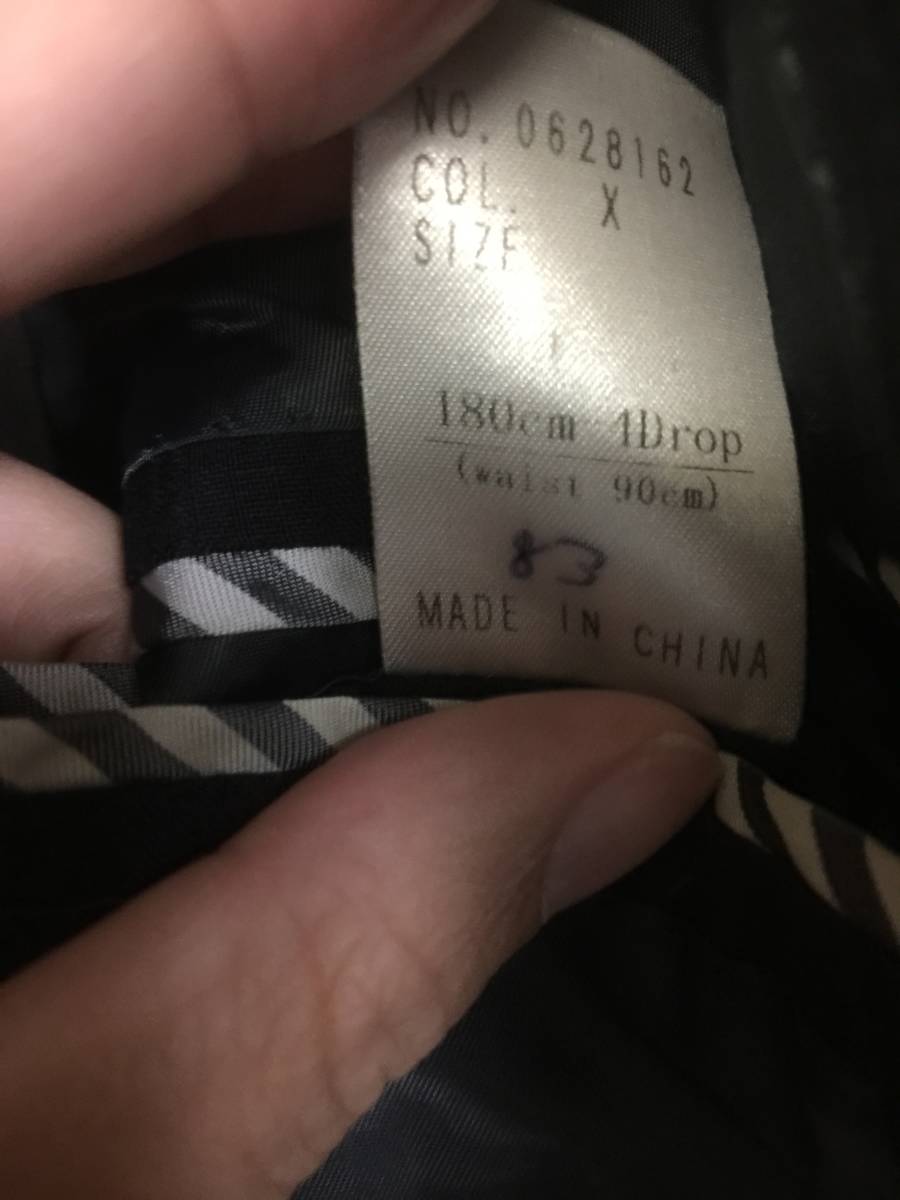 NO. 0628162
COL. X
SIZE
180cm 4Drop
(waist 90cm)
83
MADE IN CHINA